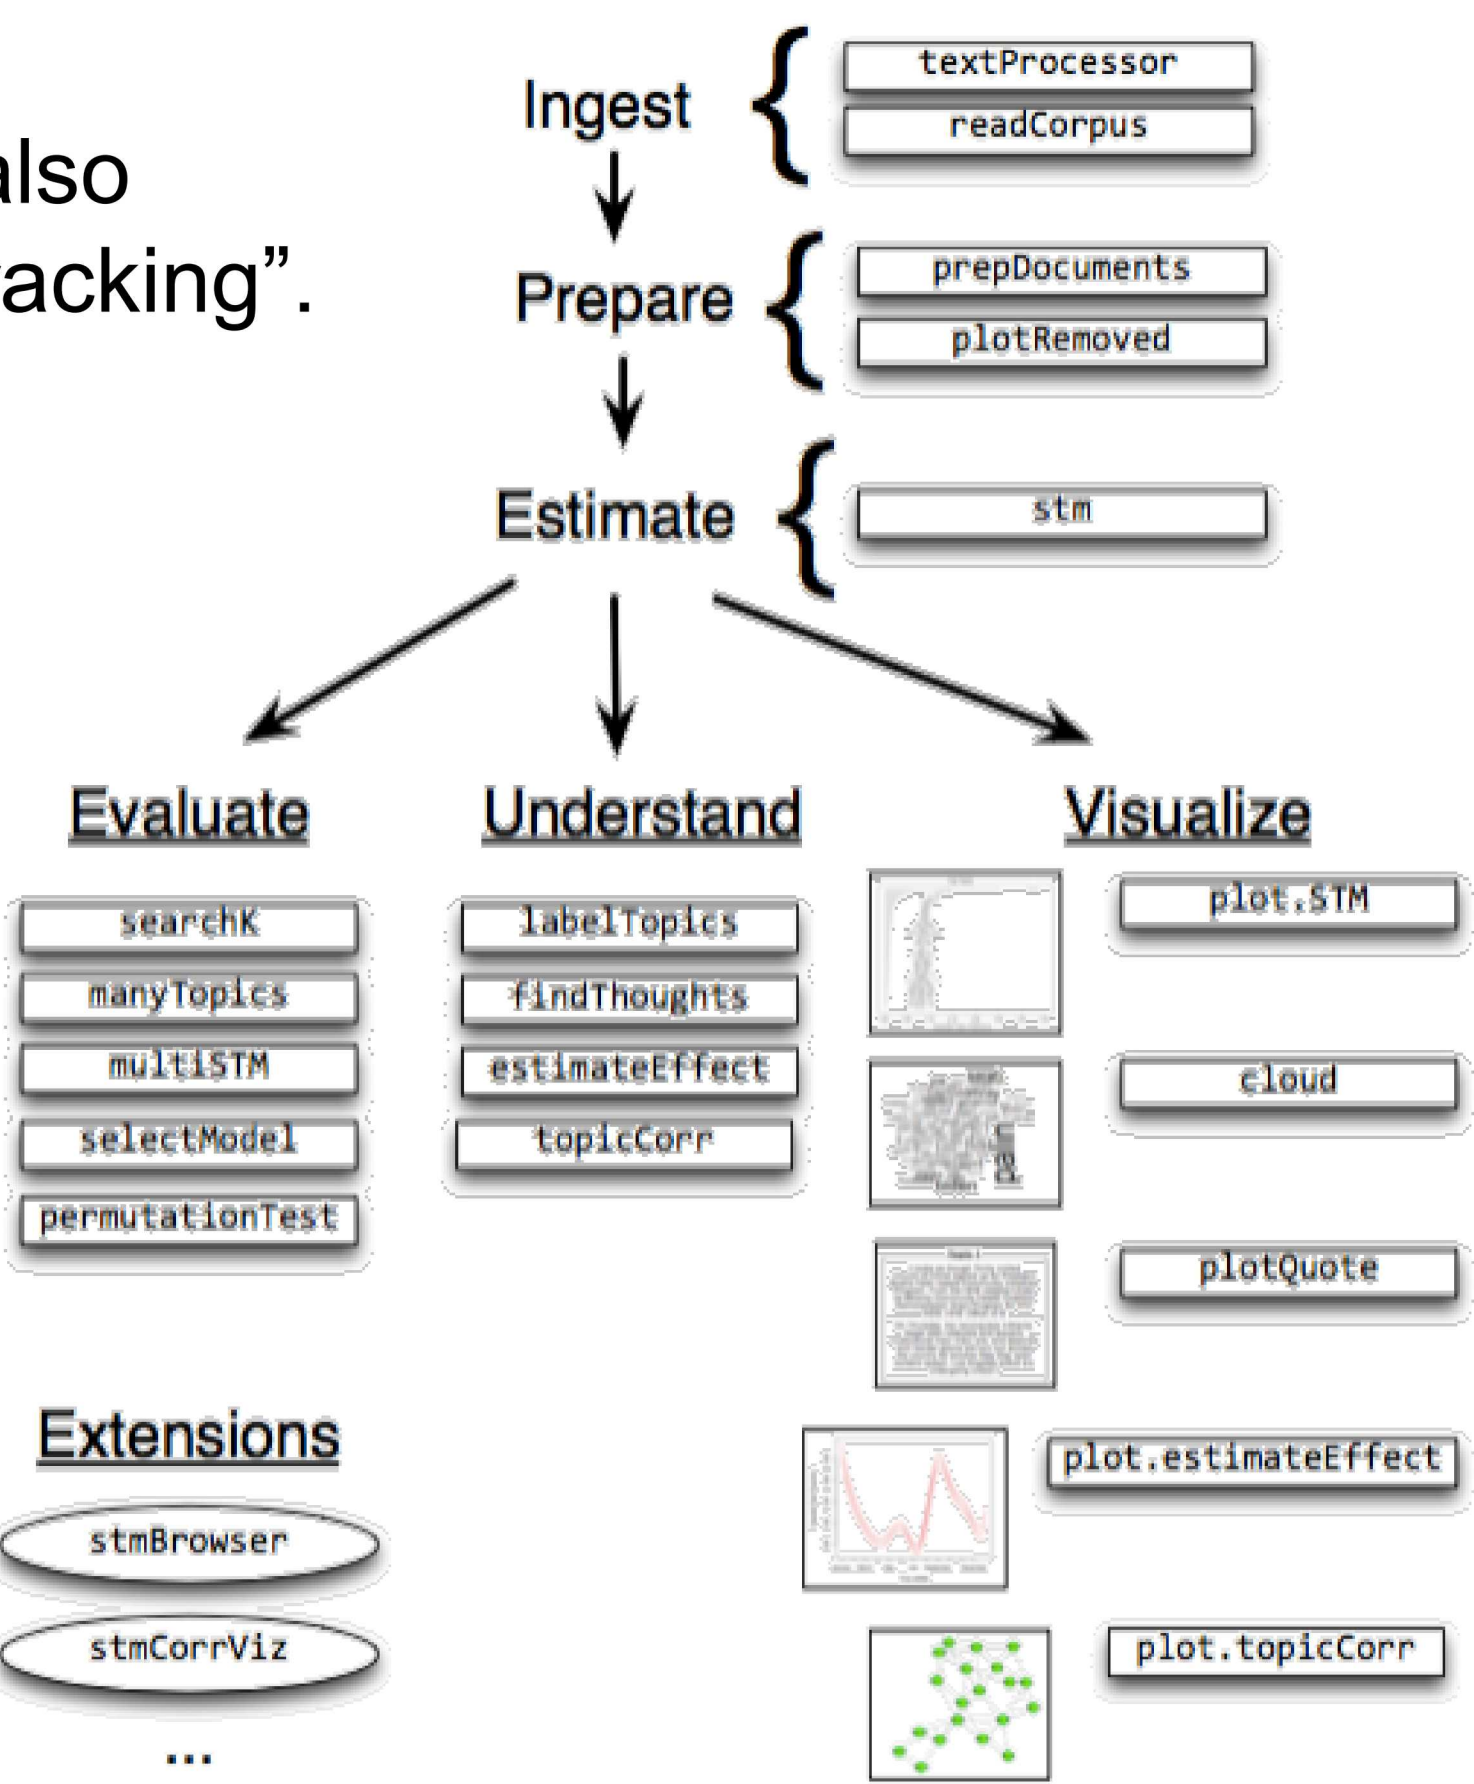 also
acking”.
Ingest
textProcessor
readCorpus
Prepare
prepDocuments
plotRemoved
Estimate
stm
Evaluate
searchK
manyTopics
multiSTM
selectModel
permutationTest
Understand
labelTopics
findThoughts
estimateEffect
topicCorr
Visualize
plot.STM
cloud
pain
plotQuote
plot.estimateEffect
plot.topicCorr
Extensions
stmBrowser
stmCorrViz
...